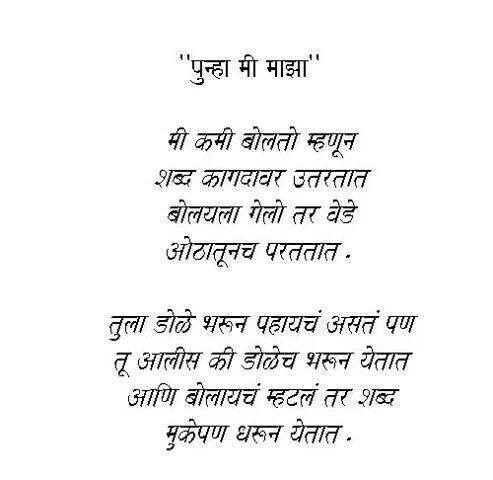 "पुन्हा मी माझा"
मी कमी बोलतो म्हणून
शब्द कागदावर उतरतात
बोलयला गेलो तर वेडे
ओठातूनच परततात .
तुला डोळे भरून पहायचं असतं पण
तू आलीस की डोळेच भरून येतात
आणि बोलायचं म्हटलं तर शब्द
मुकेपण धरून येतात .